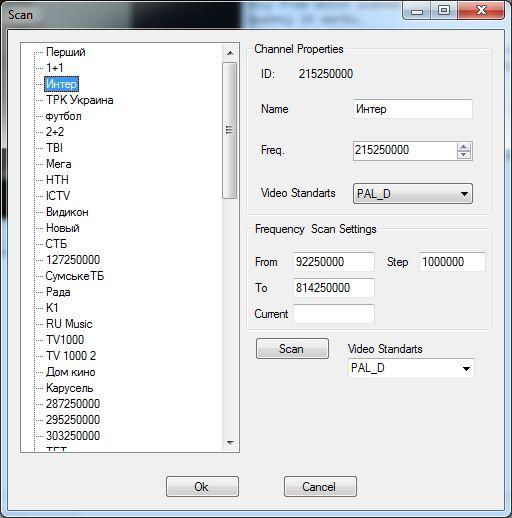 Scan
Перший
1+1
Интер
ТРК Украина
футбол
2+2
ТВІ
Мега
НТН
ICTV
Видикон
Новый
СТБ
127250000
СумськеТБ
Рада
К1
RU Music
TV1000
TV 1000 2
Дом кино
Карусель
287250000
295250000
303250000
Channel Properties
ID: 215250000
Name Интер
Freq. 215250000
Video Standarts PAL_D
Frequency Scan Settings
From 92250000 Step 1000000
To 814250000
Current
Scan Video Standarts
PAL_D
Ok Cancel